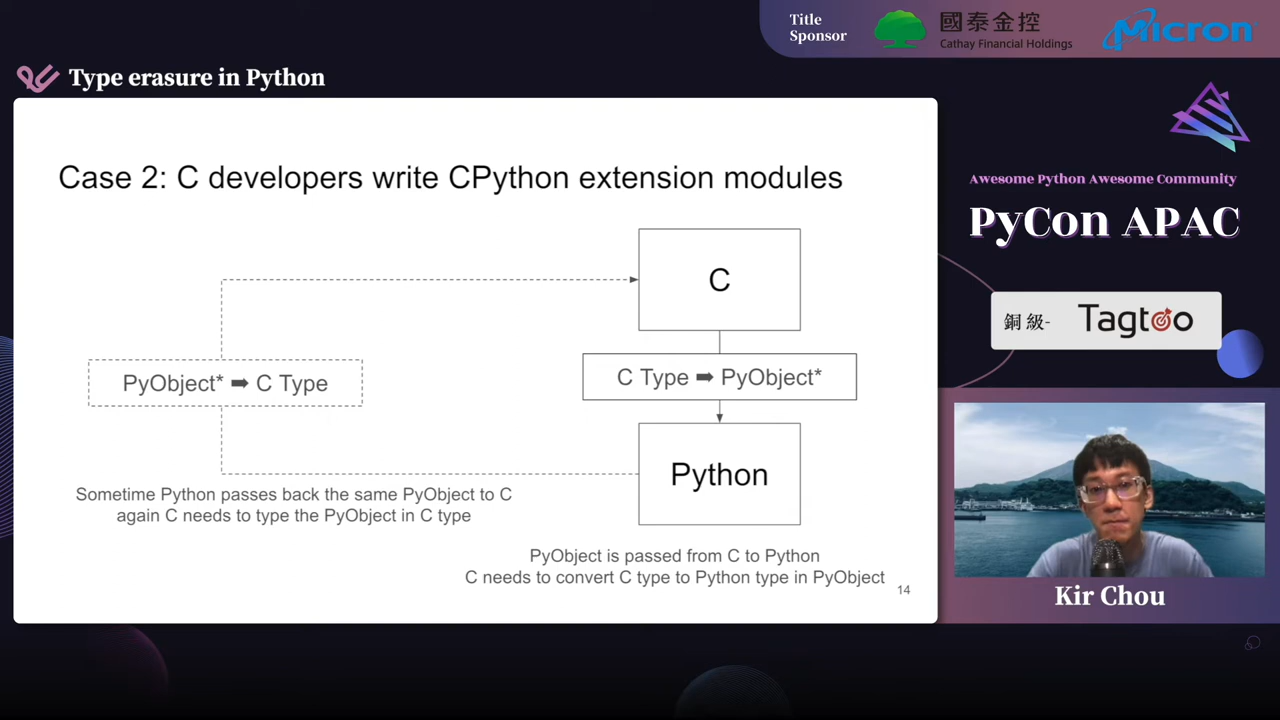 Title
Sponsor
國泰金控
Cathay Financial Holdings
Micron
Type erasure in Python
Case 2: C developers write CPython extension modules
C
PyObject* ➡ C Type
C Type ➡ PyObject*
Python
Sometime Python passes back the same PyObject to C
again C needs to type the PyObject in C type
PyObject is passed from C to Python
C needs to convert C type to Python type in PyObject
14
Awesome Python Awesome Community
PyCon APAC
銅級- Tagtoo
Kir Chou